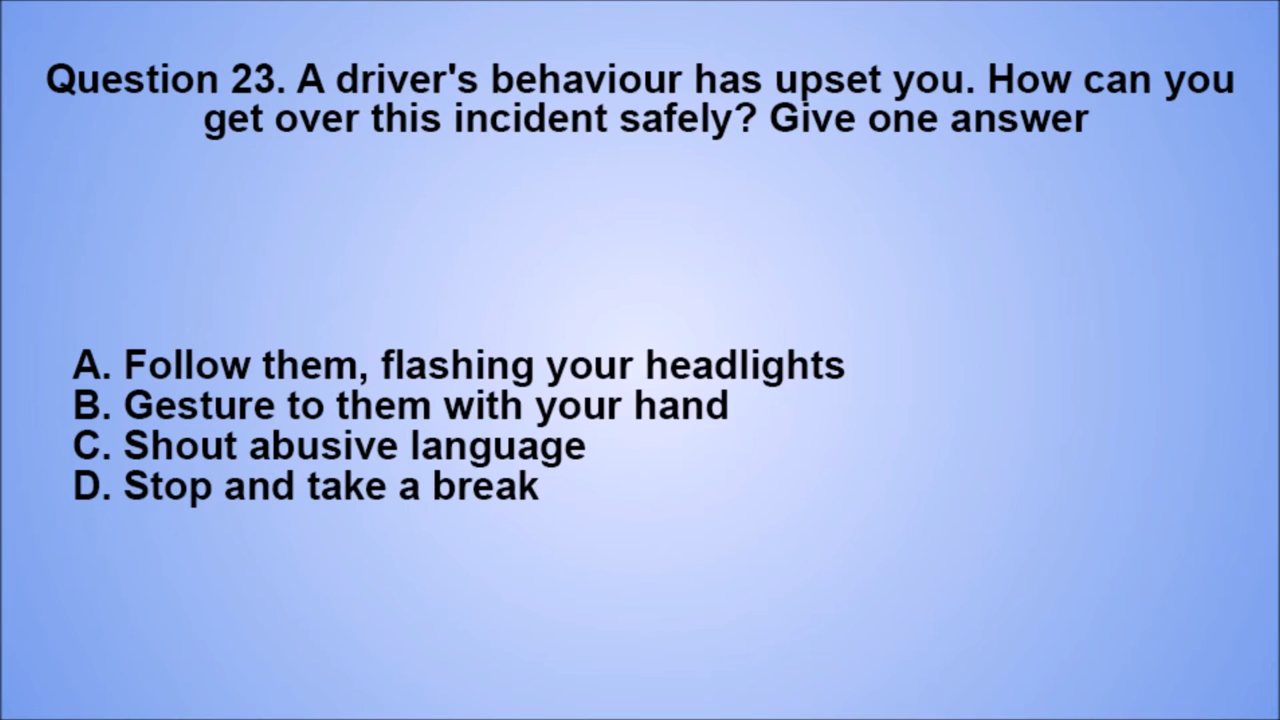 Question 23. A driver's behaviour has upset you. How can you
get over this incident safely? Give one answer
A. Follow them, flashing your headlights
B. Gesture to them with your hand
C. Shout abusive language
D. Stop and take a break